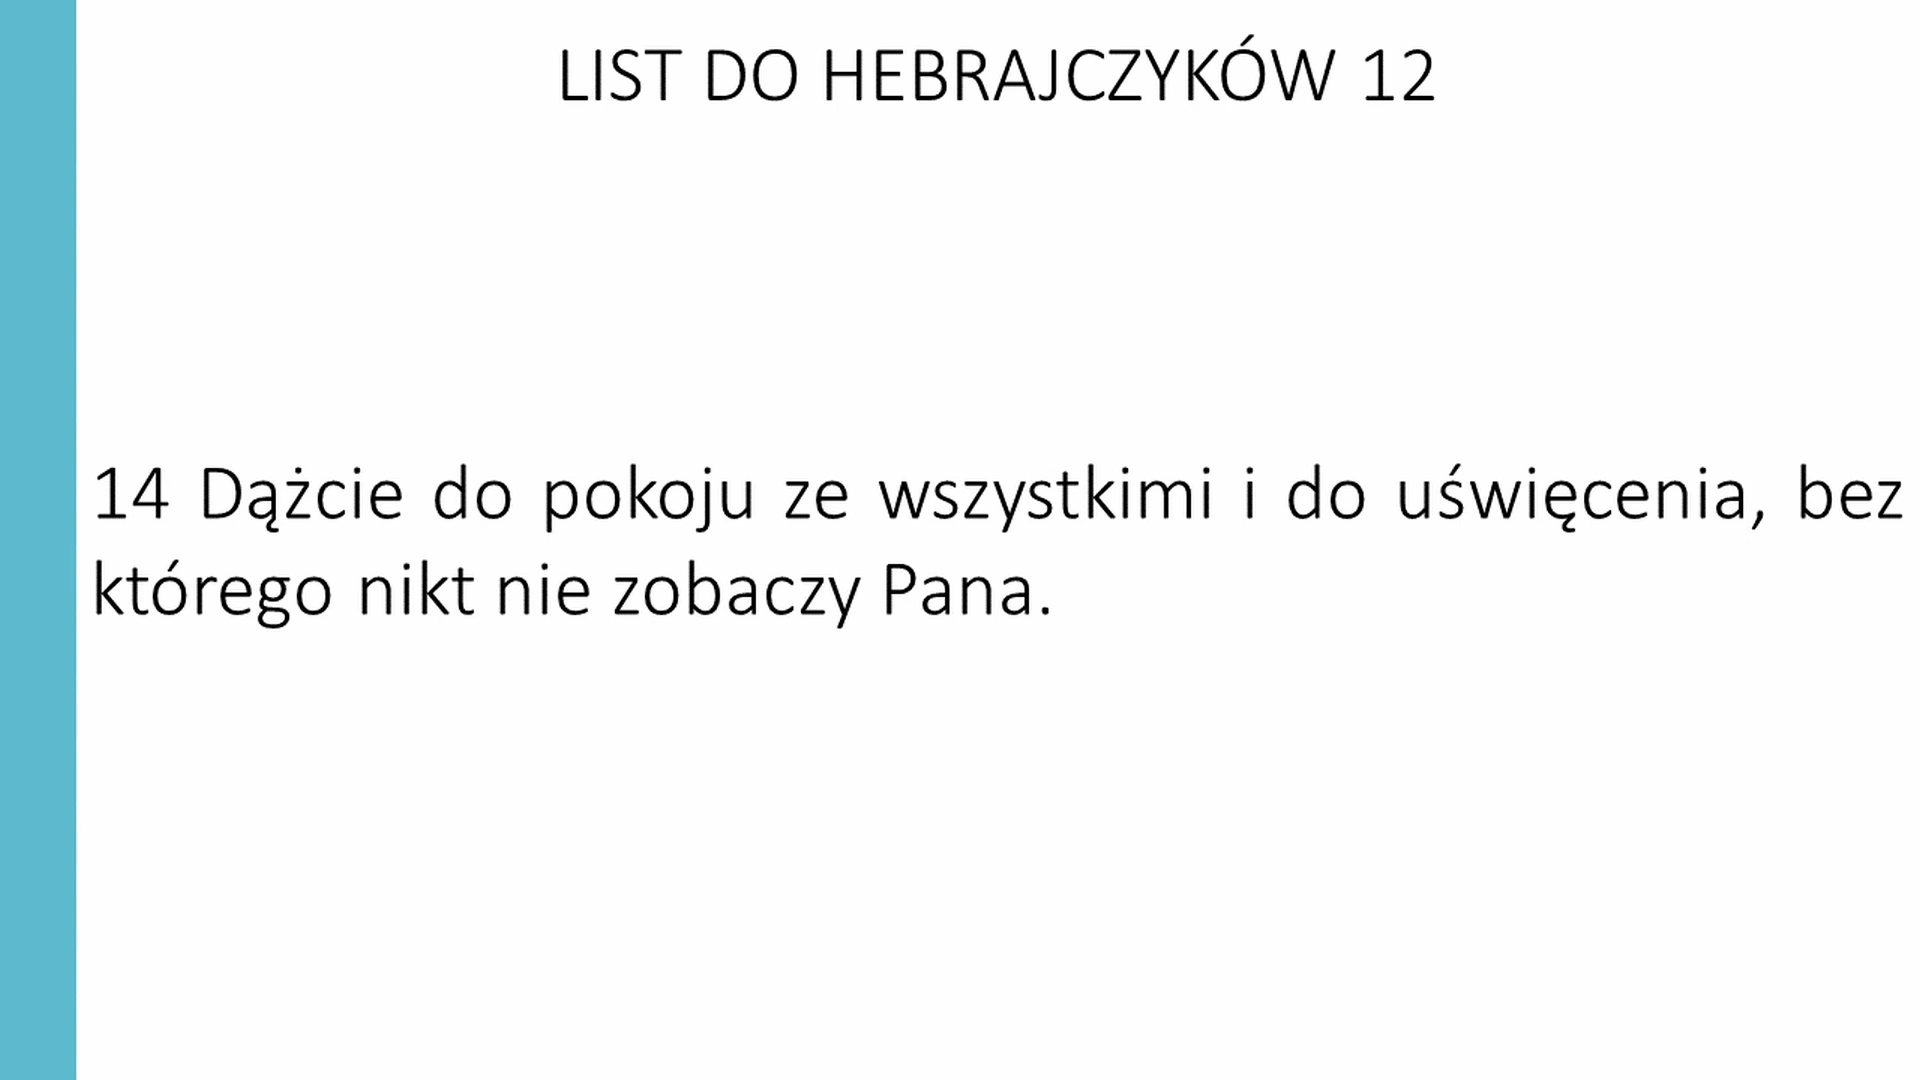 LIST DO HEBRAJCZYKÓW 12
14 Dążcie do pokoju ze wszystkimi i do uświęcenia, bez
którego nikt nie zobaczy Pana.